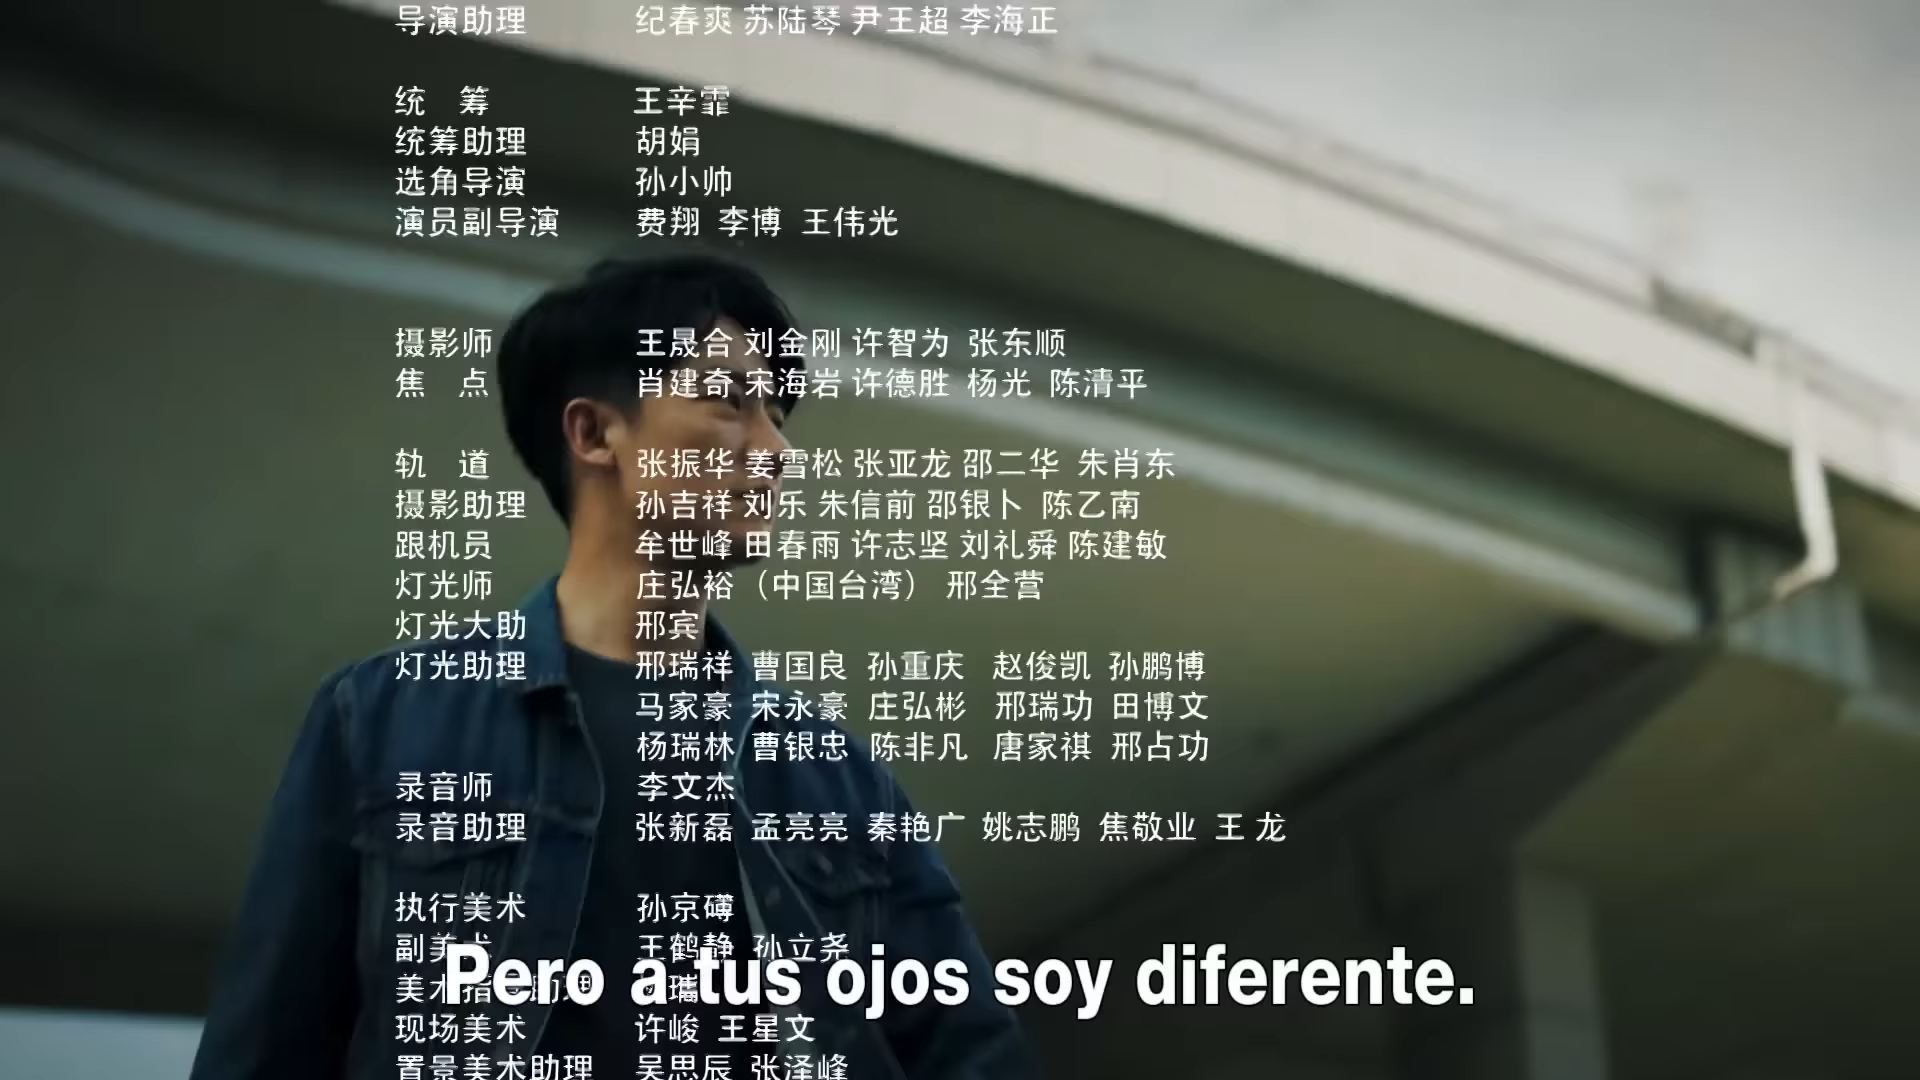 导演助理 纪春爽 苏陆琴 尹王超 李海正
统 筹 王辛霏
统筹助理 胡娟
选角导演 孙小帅
演员副导演 费翔 李博 王伟光
摄影师 王晟合 刘金刚 许智为 张东顺
焦 点 肖建奇 宋海岩 许德胜 杨光 陈清平
轨 道 张振华 姜雪松 张亚龙 邵二华 朱肖东
摄影助理 孙吉祥 刘乐 朱信前 邵银卜 陈乙南
跟机员 牟世峰 田春雨 许志坚 刘礼舜 陈建敏
灯光师 庄弘裕（中国台湾） 邢全营
灯光大助 邢宾
灯光助理 邢瑞祥 曹国良 孙重庆 赵俊凯 孙鹏博
马家豪 宋永豪 庄弘彬 邢瑞功 田博文
杨瑞林 曹银忠 陈非凡 唐家祺 邢占功
录音师 李文杰
录音助理 张新磊 孟亮亮 秦艳广 姚志鹏 焦敬业 王 龙
执行美术 孙京礴
副美术 王鹤静 孙立尧
美术指导助理
Pero a tus ojos soy diferente.
现场美术 许峻 王星文
置景美术助理 吴思辰 张泽峰